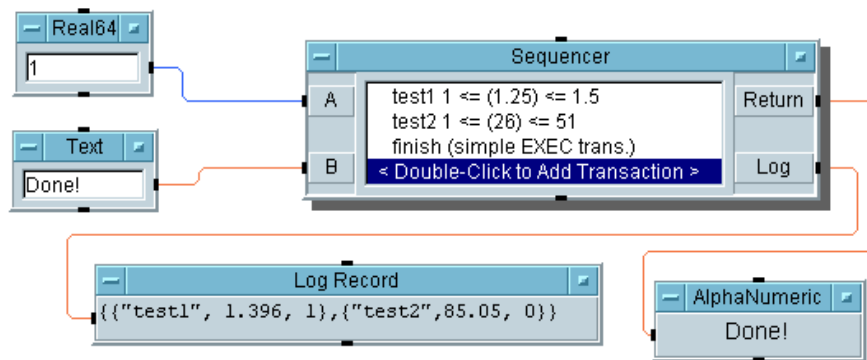 Real64
1
Text
Done!
Sequencer
A
B
test1 1 <= (1.25) <= 1.5
test2 1 <= (26) <= 51
finish (simple EXEC trans.)
< Double-Click to Add Transaction >
Return
Log
Log Record
{{"test1", 1.396, 1},{"test2",85.05, 0}}
AlphaNumeric
Done!